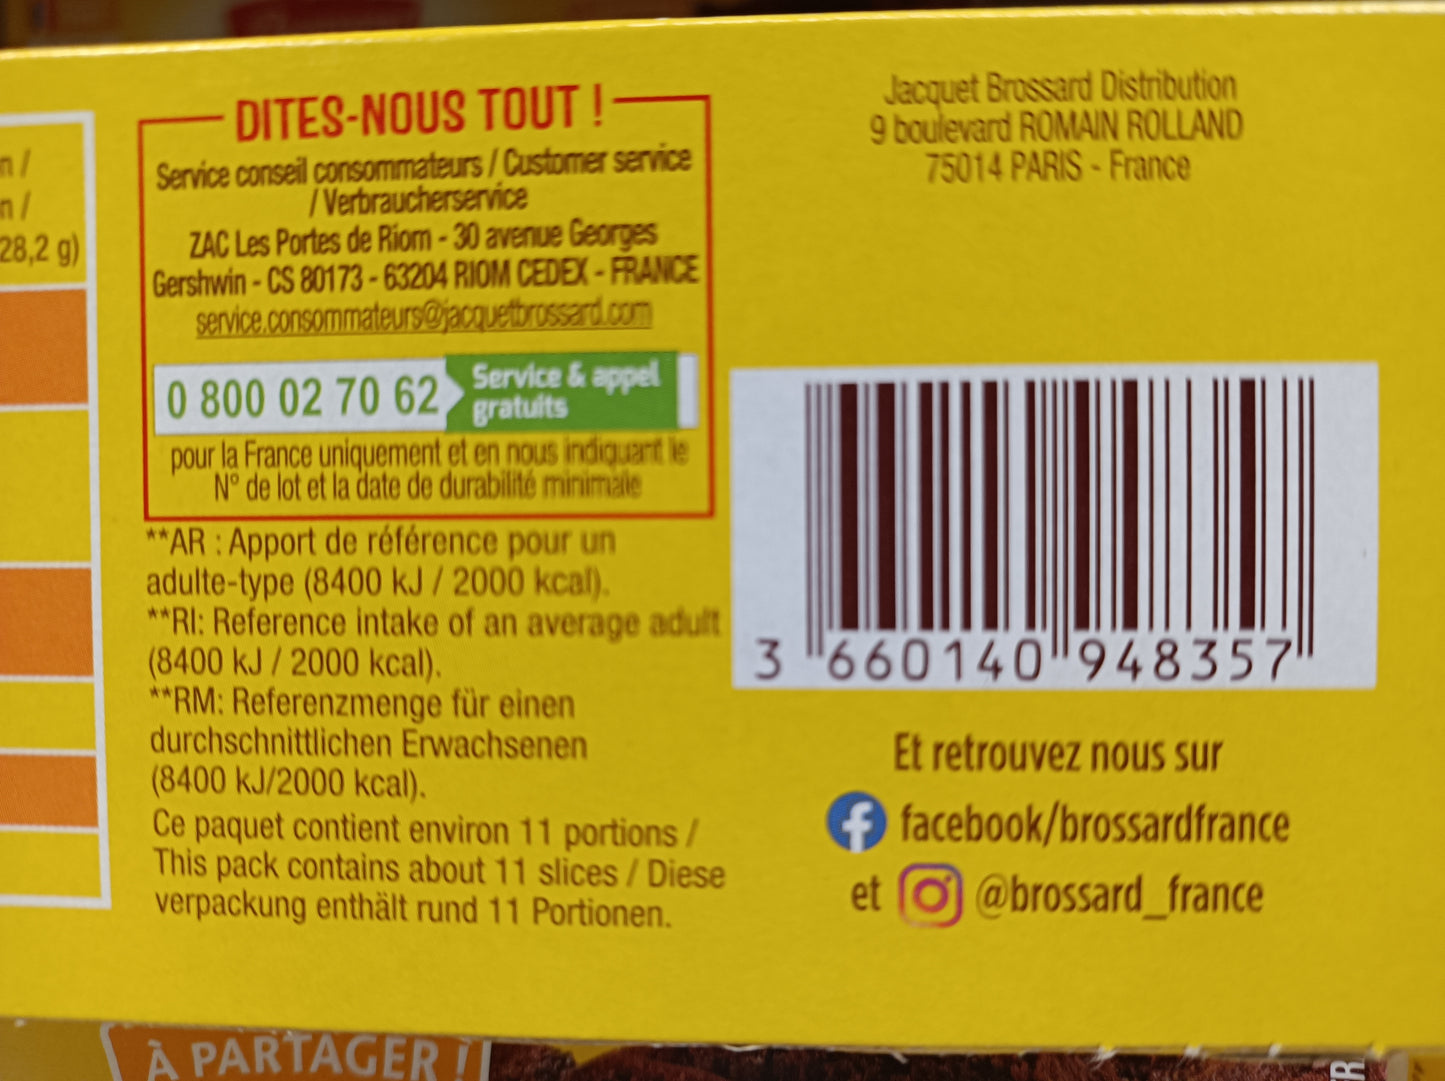 n /
n /
28,2 g)
DITES-NOUS TOUT !
Service conseil consommateurs / Customer service
/ Verbraucherservice
ZAC Les Portes de Riom - 30 avenue Georges
Gershwin - CS 80173 - 63204 RIOM CEDEX - FRANCE
service.consommateurs@jacquetbrossard.com
0 800 02 70 62
Service & appel
gratuits
pour la France uniquement et en nous indiquant le
N° de lot et la date de durabilité minimale
**AR : Apport de référence pour un
adulte-type (8400 kJ / 2000 kcal).
**RI: Reference intake of an average adult
(8400 kJ / 2000 kcal).
**RM: Referenzmenge für einen
durchschnittlichen Erwachsenen
(8400 kJ/2000 kcal).
Ce paquet contient environ 11 portions /
This pack contains about 11 slices / Diese
verpackung enthält rund 11 Portionen.
Jacquet Brossard Distribution
9 boulevard ROMAIN ROLLAND
75014 PARIS - France
3 660140 948357
Et retrouvez nous sur
facebook/brossardfrance
et @brossard_france
À PARTAGER !